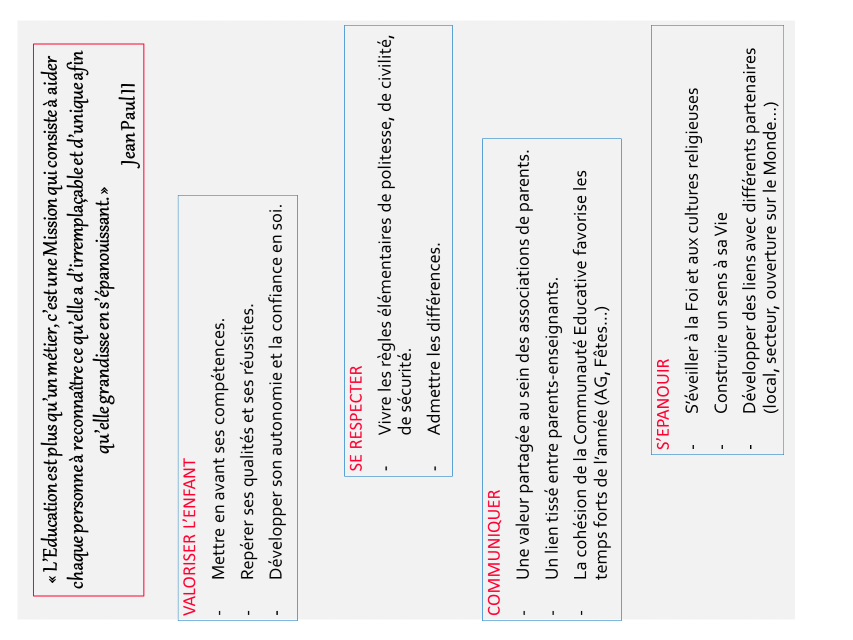 « L'Education est plus qu'un métier, c'est une Mission qui consiste à aider
chaque personne à reconnaître ce qu'elle a d'irremplaçable et d'unique afin
qu'elle grandisse en s'épanouissant. »
Jean Paul II
VALORISER L'ENFANT
- Mettre en avant ses compétences.
- Repérer ses qualités et ses réussites.
- Développer son autonomie et la confiance en soi.
SE RESPECTER
- Vivre les règles élémentaires de politesse, de civilité,
de sécurité.
- Admettre les différences.
COMMUNIQUER
- Une valeur partagée au sein des associations de parents.
- Un lien tissé entre parents-enseignants.
- La cohésion de la Communauté Educative favorise les
temps forts de l'année (AG, Fêtes...)
S'EPANOUIR
- S'éveiller à la Foi et aux cultures religieuses
- Construire un sens à sa Vie
- Développer des liens avec différents partenaires
(local, secteur, ouverture sur le Monde...)